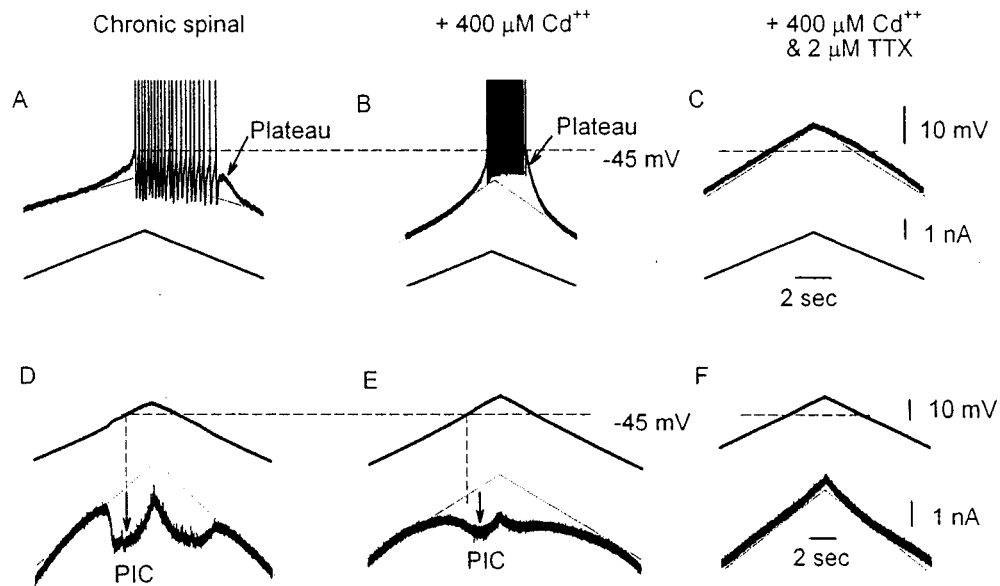 Chronic spinal
+ 400 μM Cd++
+ 400 μM Cd++
& 2 μM TTX
A
B
C
Plateau
Plateau
-45 mV
10 mV
1 nA
2 sec
D
E
F
-45 mV
10 mV
PIC
PIC
1 nA
2 sec